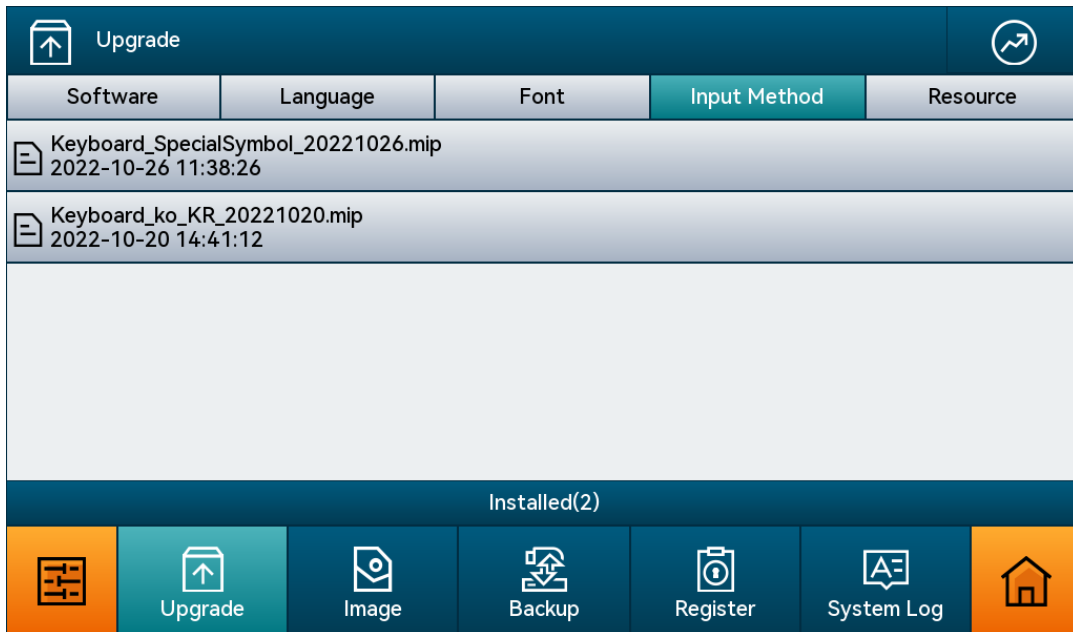 Upgrade
Software
Language
Font
Input Method
Resource
Keyboard_SpecialSymbol_20221026.mip
2022-10-26 11:38:26
Keyboard_ko_KR_20221020.mip
2022-10-20 14:41:12
Installed(2)
Upgrade
Image
Backup
Register
System Log